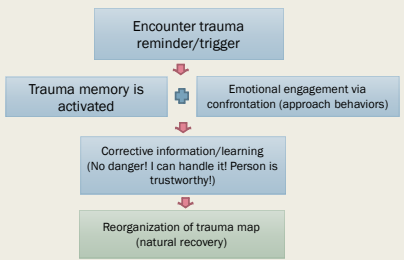 Encounter trauma
reminder/trigger
Trauma memory is
activated
Emotional engagement via
confrontation (approach behaviors)
Corrective information/learning
(No danger! I can handle it! Person is
trustworthy!)
Reorganization of trauma map
(natural recovery)